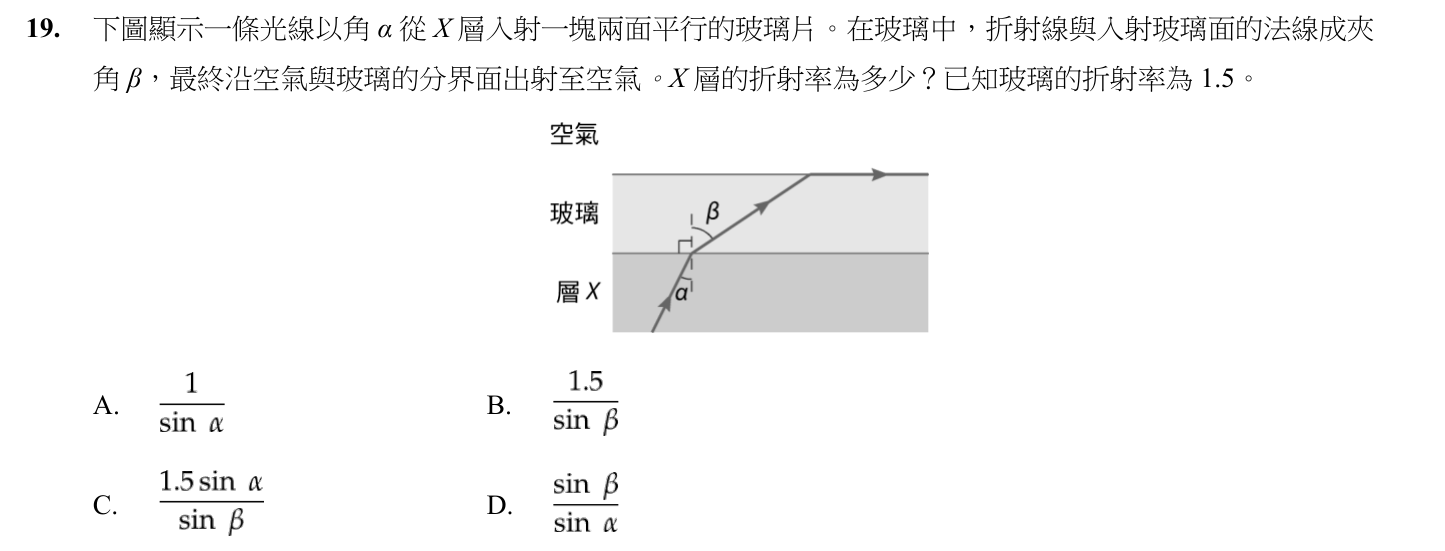 19. 下圖顯示一條光線以角 α 從 X 層入射一塊兩面平行的玻璃片。在玻璃中，折射線與入射玻璃面的法線成夾
角 β，最終沿空氣與玻璃的分界面出射至空氣。X 層的折射率為多少？已知玻璃的折射率為 1.5。
空氣
玻璃
β
層 X
α
A. 1 / sin α
B. 1.5 / sin β
C. 1.5 sin α / sin β
D. sin β / sin α